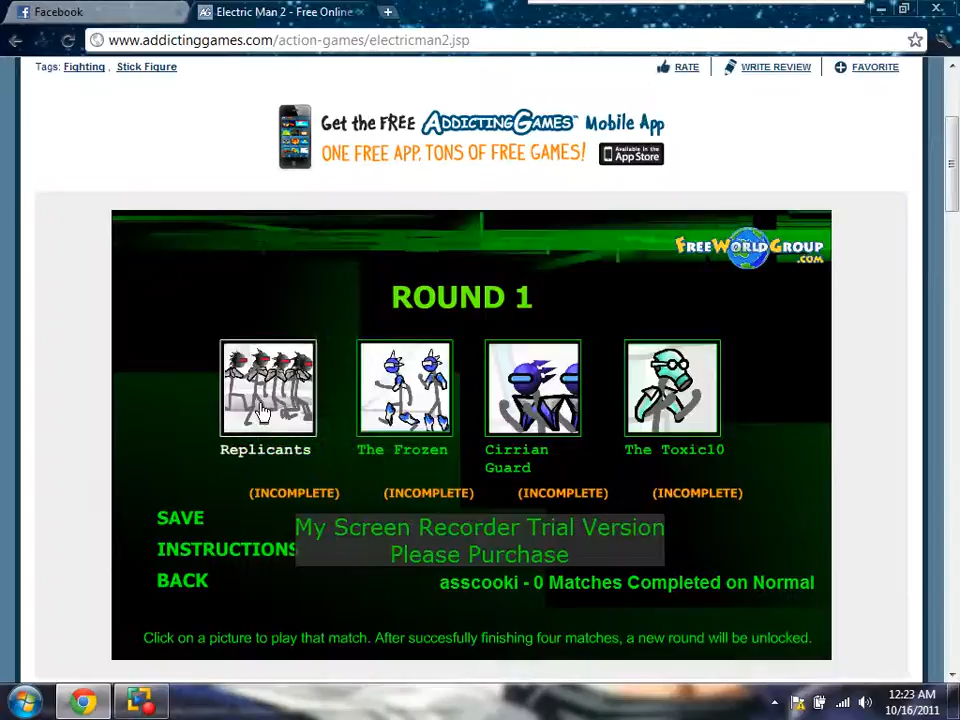 Facebook
Electric Man 2 - Free Online
www.addictinggames.com/action-games/electricman2.jsp
Tags: Fighting , Stick Figure
RATE
WRITE REVIEW
FAVORITE
Get the FREE ADDICTINGGAMES Mobile App
ONE FREE APP, TONS OF FREE GAMES!
Available in the App Store
FREEWORLDGROUP.COM
ROUND 1
Replicants
The Frozen
Cirrian Guard
The Toxic10
(INCOMPLETE)
(INCOMPLETE)
(INCOMPLETE)
(INCOMPLETE)
SAVE
INSTRUCTIONS
BACK
My Screen Recorder Trial Version
Please Purchase
asscooki - 0 Matches Completed on Normal
Click on a picture to play that match. After succesfully finishing four matches, a new round will be unlocked.
12:23 AM
10/16/2011